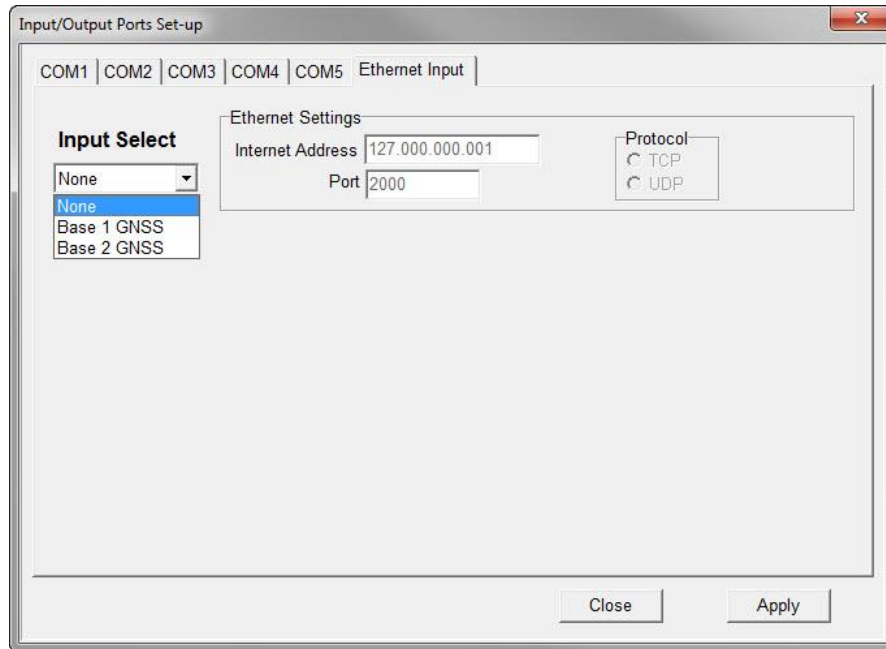 Input/Output Ports Set-up
COM1 COM2 COM3 COM4 COM5 Ethernet Input
Input Select
None
None
Base 1 GNSS
Base 2 GNSS
Ethernet Settings
Internet Address 127.000.000.001
Port 2000
Protocol
TCP
UDP
Close Apply